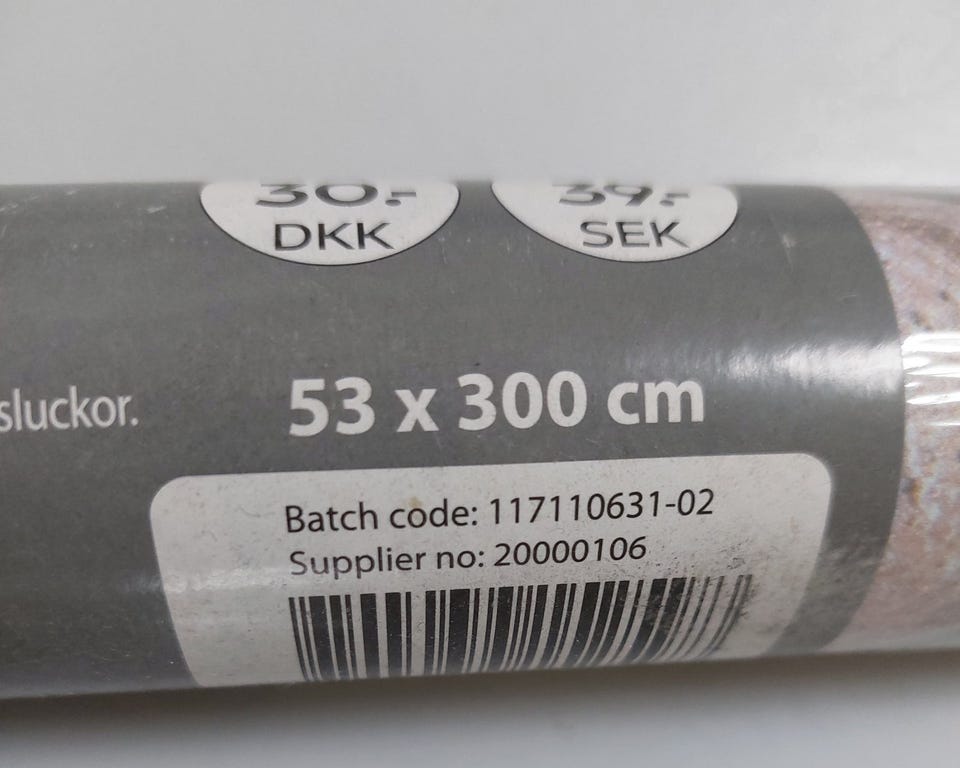 30.-
DKK
39.-
SEK
sluckor.
53 x 300 cm
Batch code: 117110631-02
Supplier no: 20000106